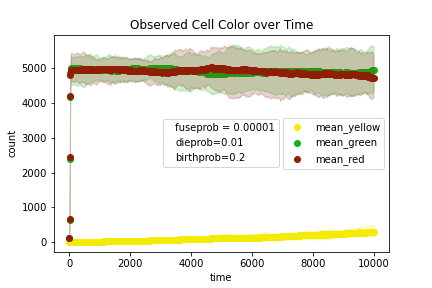 Observed Cell Color over Time
5000
4000
3000
2000
1000
0
count
fuseprob = 0.00001
dieprob=0.01
birthprob=0.2
mean_yellow
mean_green
mean_red
0 2000 4000 6000 8000 10000
time